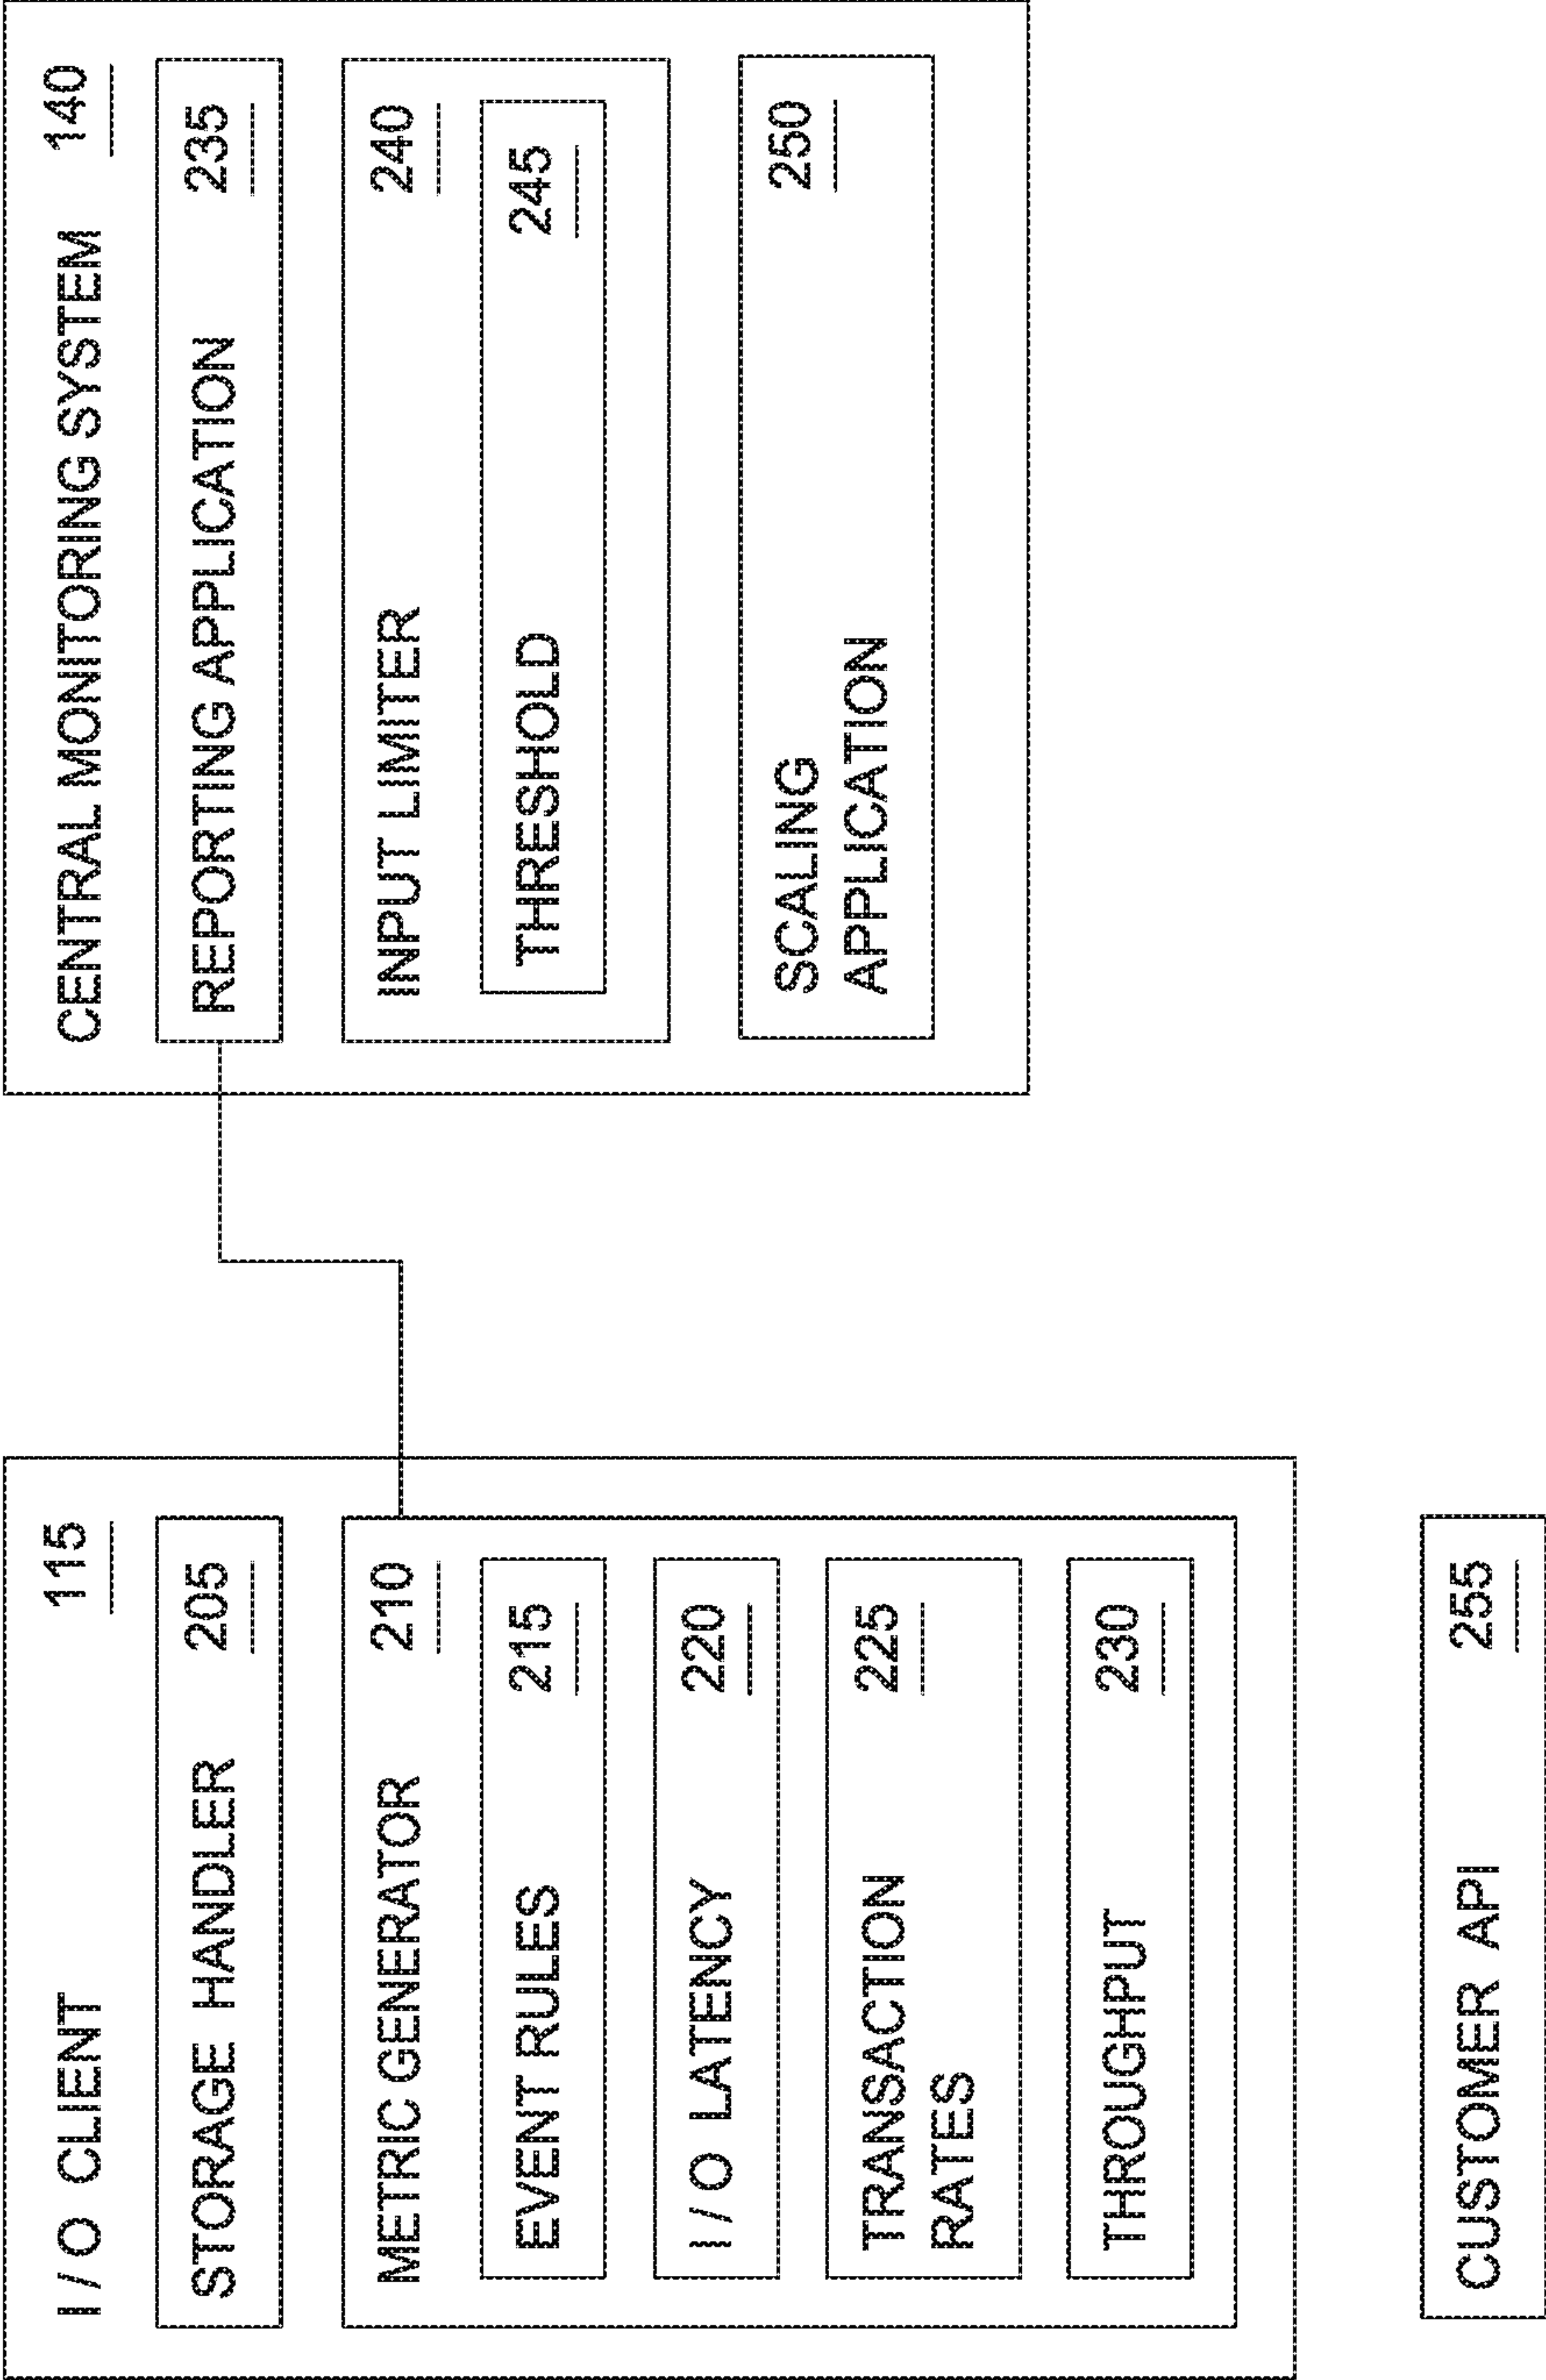 I / O CLIENT 115
STORAGE HANDLER 205
METRIC GENERATOR 210
EVENT RULES 215
I / O LATENCY 220
TRANSACTION 225
RATES
THROUGHPUT 230
CUSTOMER API 255
CENTRAL MONITORING SYSTEM 140
REPORTING APPLICATION 235
INPUT LIMITER 240
THRESHOLD 245
SCALING 250
APPLICATION